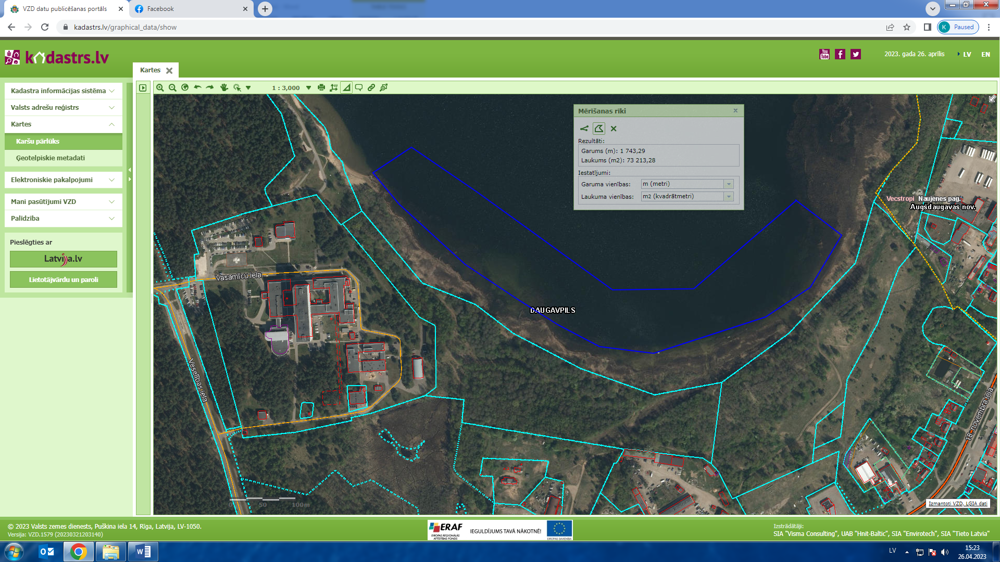 VZD datu publicēšanas portāls
Facebook
kadastrs.lv/graphical_data/show
K
Paused
kadastrs.lv
You Tube
2023. gada 26. aprīlis
LV
EN
Kartes
Kadastra informācijas sistēma
Valsts adrešu reģistrs
Kartes
Karšu pārlūks
Ģeotelpiskie metadati
Elektroniskie pakalpojumi
Mani pasūtījumi VZD
Palīdzība
Pieslēgties ar
Latvija.lv
Lietotājvārdu un paroli
1 : 3,000
Mērīšanas rīki
Rezultāti:
Garums (m): 1 743,29
Laukums (m2): 73 213,28
Iestatījumi:
Garuma vienības: m (metri)
Laukuma vienības: m2 (kvadrātmetri)
Vecstropi Naujenes pag.
Augšdaugavas nov.
Vasarnīcu iela
DAUGAVPILS
Veselības iela
18. novembra iela
0 50 100m
Izmantoti VZD, LGIA dati
© 2023 Valsts zemes dienests, Puškina iela 14, Rīga, Latvija, LV-1050.
Versija: VZD.1579 (20230321203140)
ERAF
EIROPAS REĢIONĀLĀS
ATTĪSTĪBAS FONDS
IEGULDĪJUMS TAVĀ NĀKOTNĒ!
EIROPAS SAVIENĪBA
Izstrādātāji:
SIA "Visma Consulting", UAB "Hnit-Baltic", SIA "Envirotech", SIA "Tieto Latvia"
LV
15:23
26.04.2023